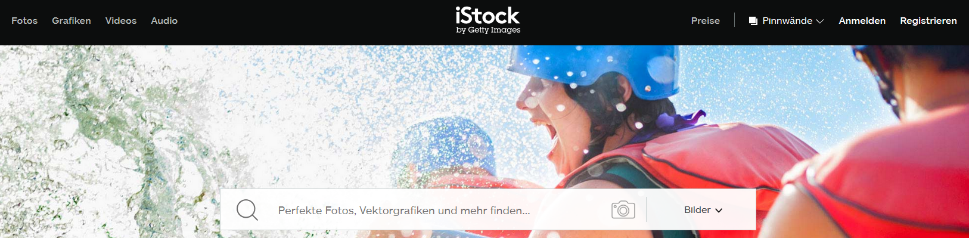 Fotos Grafiken Videos Audio
iStock
by Getty Images
Preise Pinnwände Anmelden Registrieren
Perfekte Fotos, Vektorgrafiken und mehr finden... Bilder